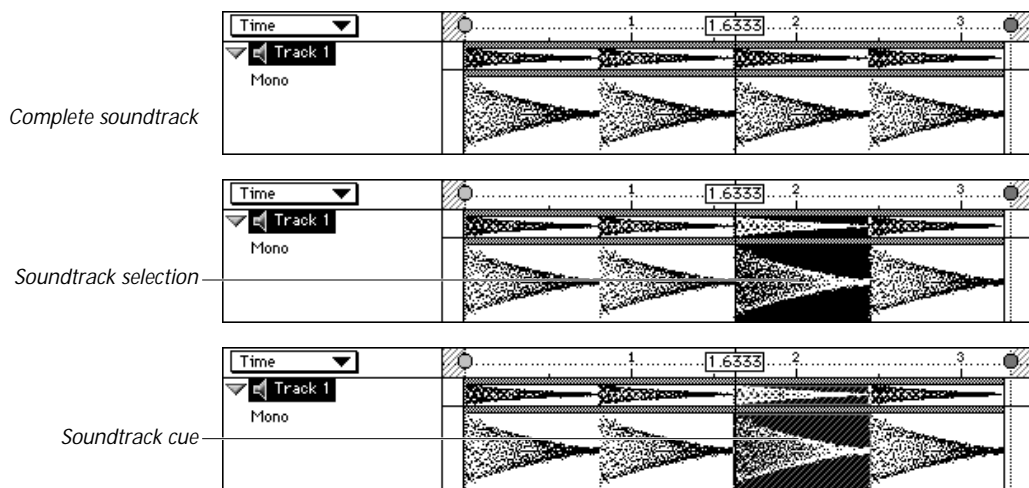 Time 1 1.6333 2 3
Track 1
Mono
Complete soundtrack
Time 1 1.6333 2 3
Track 1
Mono
Soundtrack selection
Time 1 1.6333 2 3
Track 1
Mono
Soundtrack cue